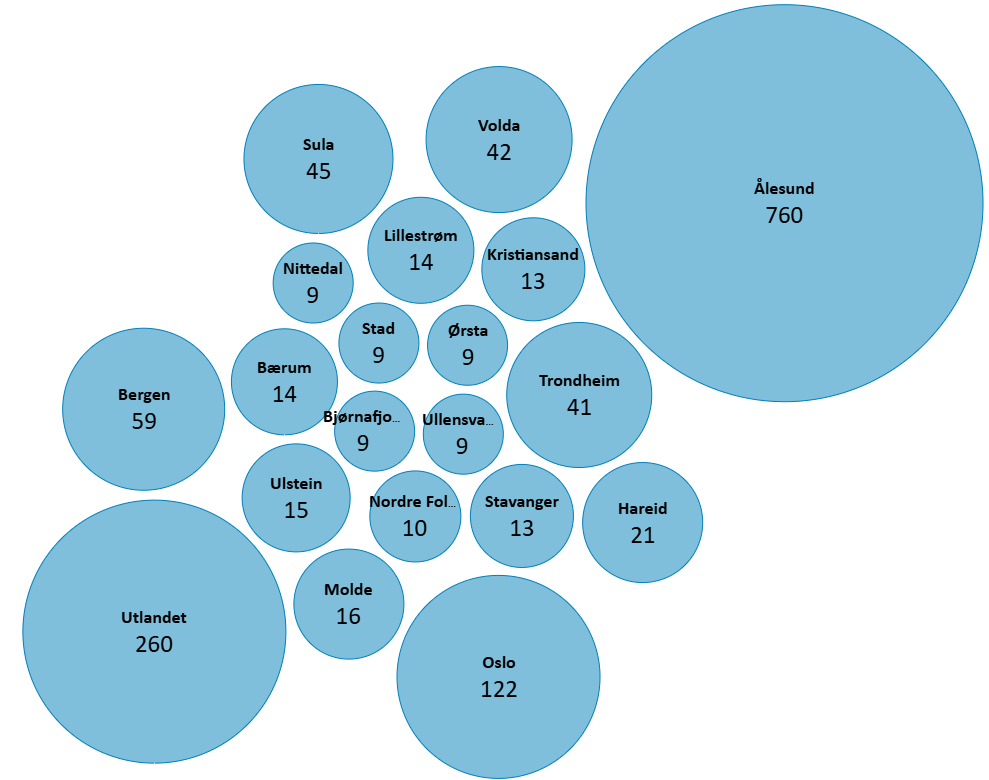 Volda
42
Sula
45
Ålesund
760
Lillestrøm
14
Kristiansand
13
Nittedal
9
Stad
9
Ørsta
9
Bærum
14
Trondheim
41
Bergen
59
Bjørnafjo...
9
Ullensva...
9
Ulstein
15
Nordre Fol...
10
Stavanger
13
Hareid
21
Molde
16
Utlandet
260
Oslo
122